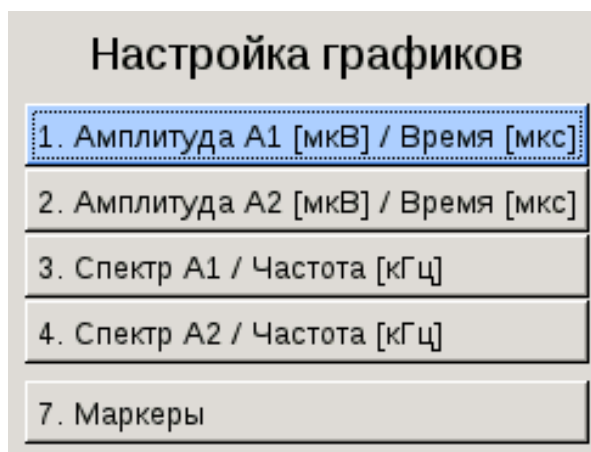 Настройка графиков
1. Амплитуда А1 [мкВ] / Время [мкс]
2. Амплитуда А2 [мкВ] / Время [мкс]
3. Спектр А1 / Частота [кГц]
4. Спектр А2 / Частота [кГц]
7. Маркеры